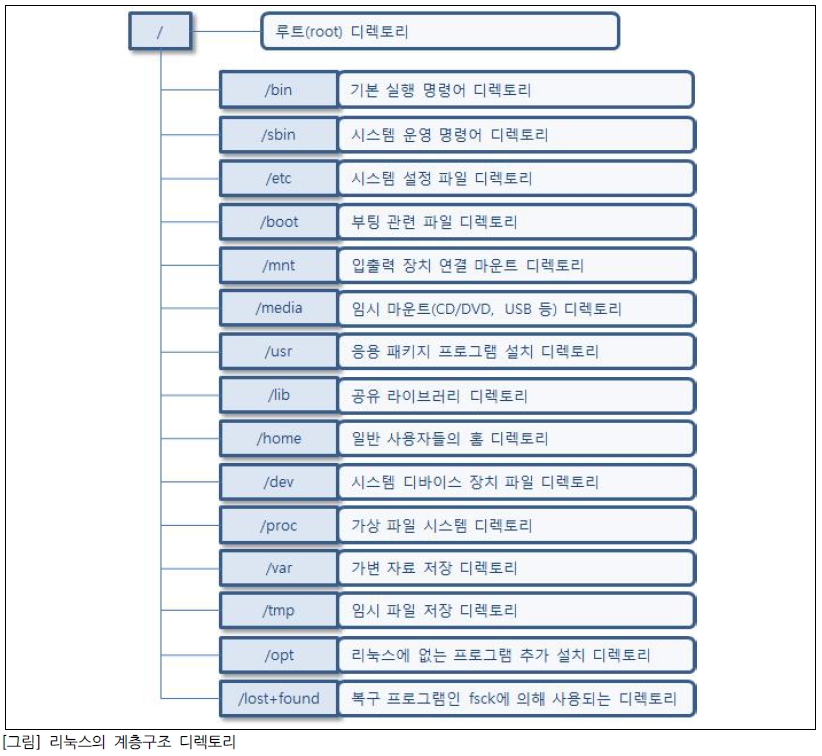 / 루트(root) 디렉토리
/bin 기본 실행 명령어 디렉토리
/sbin 시스템 운영 명령어 디렉토리
/etc 시스템 설정 파일 디렉토리
/boot 부팅 관련 파일 디렉토리
/mnt 입출력 장치 연결 마운트 디렉토리
/media 임시 마운트(CD/DVD, USB 등) 디렉토리
/usr 응용 패키지 프로그램 설치 디렉토리
/lib 공유 라이브러리 디렉토리
/home 일반 사용자들의 홈 디렉토리
/dev 시스템 디바이스 장치 파일 디렉토리
/proc 가상 파일 시스템 디렉토리
/var 가변 자료 저장 디렉토리
/tmp 임시 파일 저장 디렉토리
/opt 리눅스에 없는 프로그램 추가 설치 디렉토리
/lost+found 복구 프로그램인 fsck에 의해 사용되는 디렉토리
[그림] 리눅스의 계층구조 디렉토리